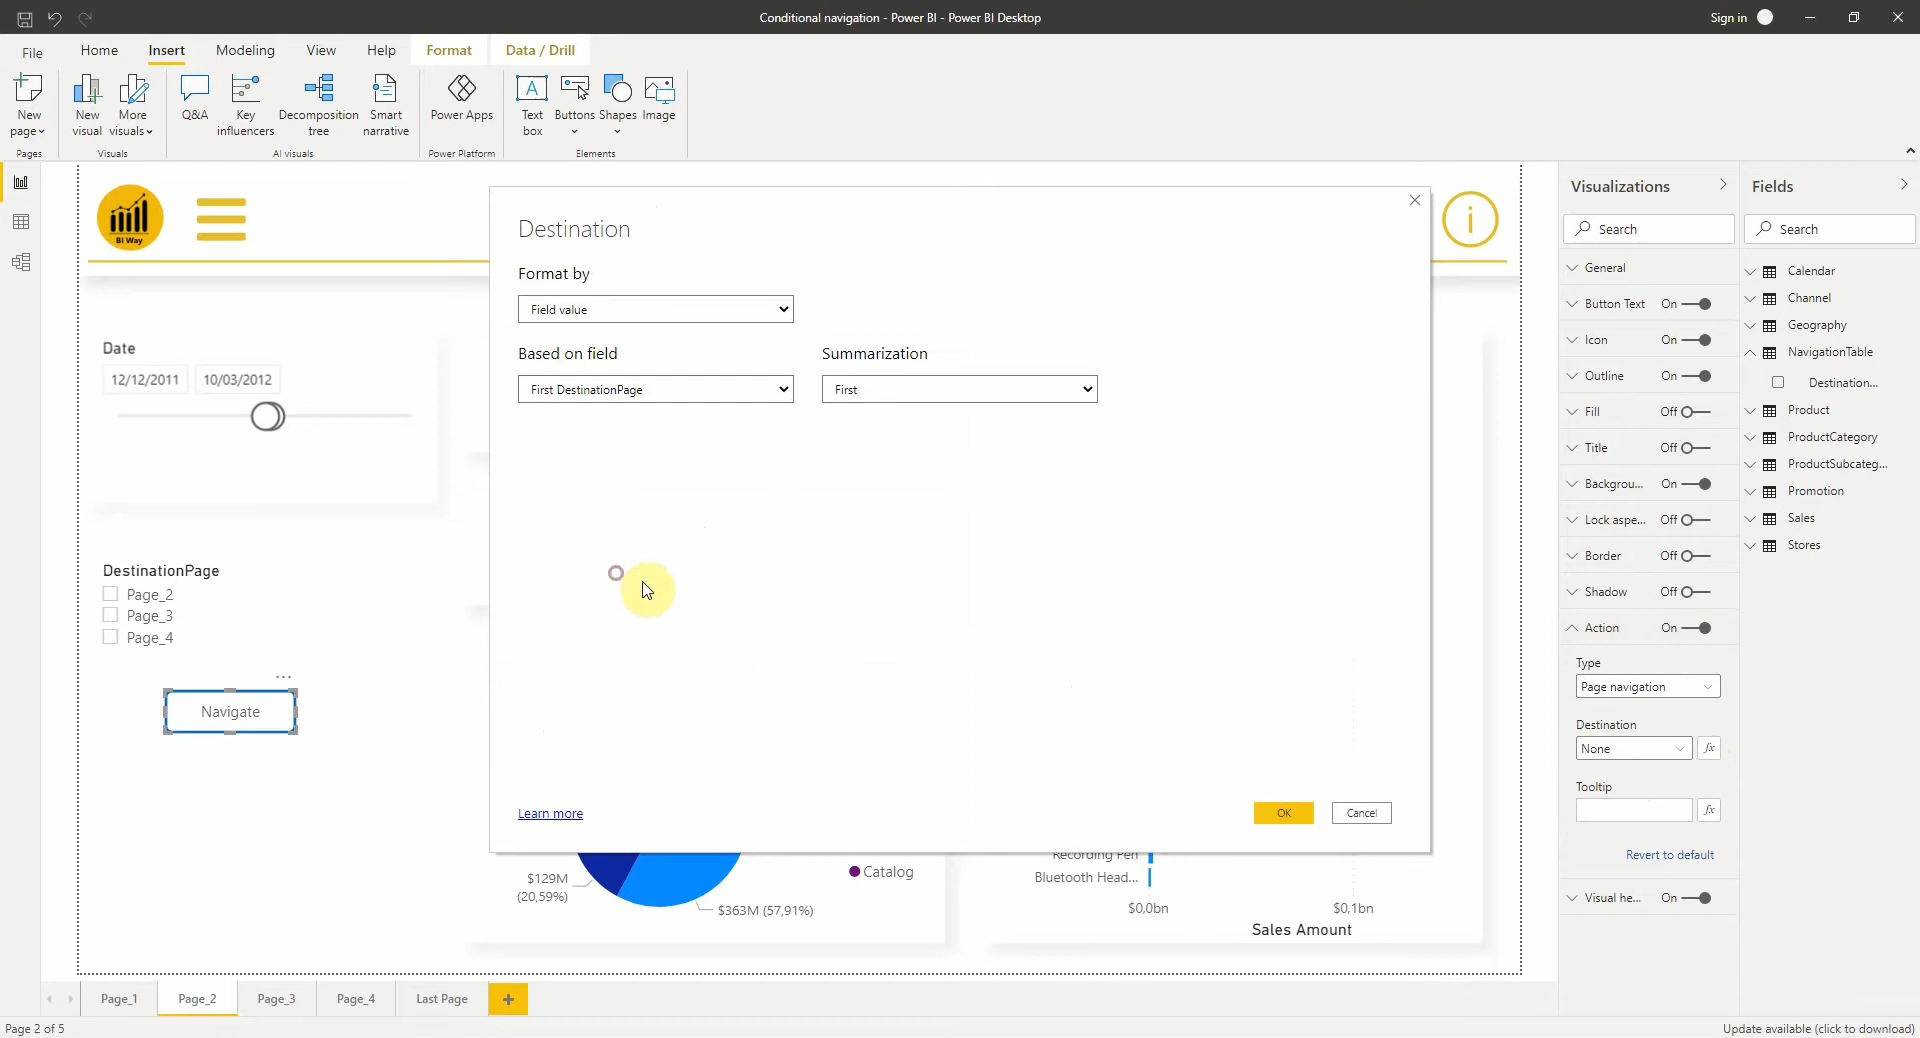 Conditional navigation - Power BI - Power BI Desktop
Sign in
File
Home
Insert
Modeling
View
Help
Format
Data / Drill
New page
New visual
More visuals
Q&A
Key influencers
Decomposition tree
Smart narrative
Power Apps
Text box
Buttons
Shapes
Image
Pages
Visuals
AI visuals
Power Platform
Elements
BI Way
Date
12/12/2011
10/03/2012
DestinationPage
Page_2
Page_3
Page_4
Navigate
Destination
Format by
Field value
Based on field
Summarization
First DestinationPage
First
Learn more
OK
Cancel
$129M
(20,59%)
$363M (57,91%)
Catalog
Recording Pen
Bluetooth Head...
$0,0bn
$0,1bn
Sales Amount
Visualizations
Search
General
Button Text On
Icon On
Outline On
Fill Off
Title Off
Backgrou... On
Lock aspe... Off
Border Off
Shadow Off
Action On
Type
Page navigation
Destination
None
fx
Tooltip
fx
Revert to default
Visual he... On
Fields
Search
Calendar
Channel
Geography
NavigationTable
Destination...
Product
ProductCategory
ProductSubcateg...
Promotion
Sales
Stores
Page_1
Page_2
Page_3
Page_4
Last Page
Page 2 of 5
Update available (click to download)